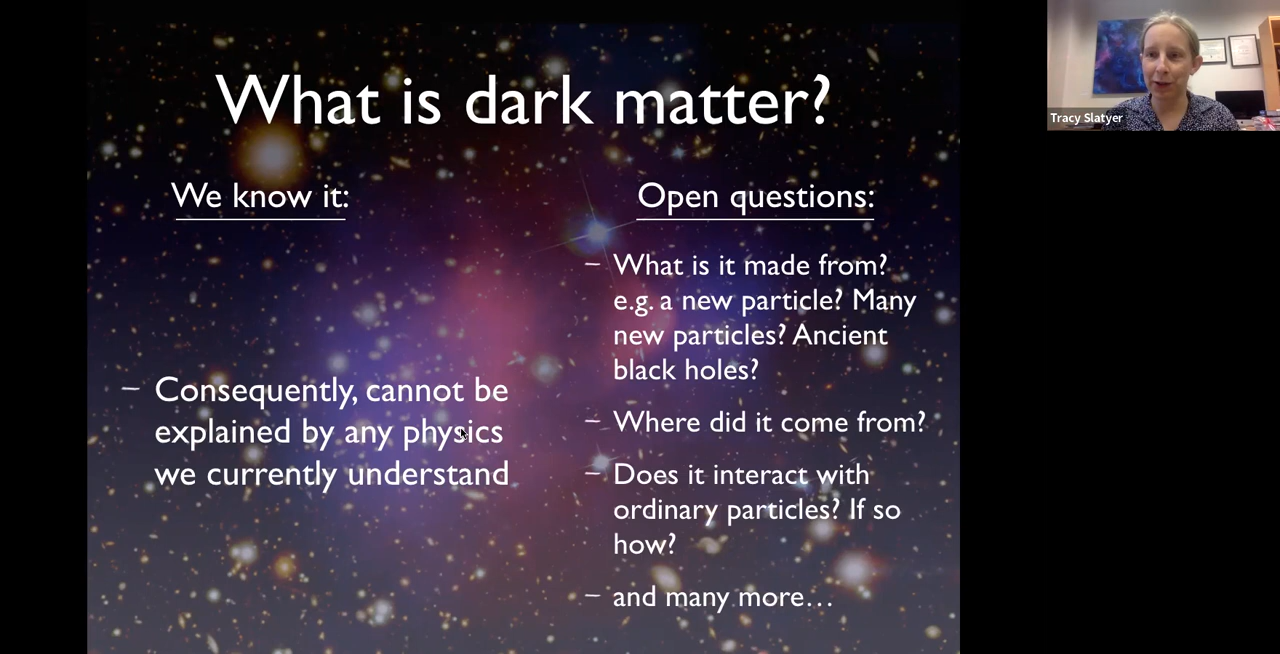 What is dark matter?
We know it:
– Consequently, cannot be
explained by any physics
we currently understand
Open questions:
– What is it made from?
e.g. a new particle? Many
new particles? Ancient
black holes?
– Where did it come from?
– Does it interact with
ordinary particles? If so
how?
– and many more…
Tracy Slatyer